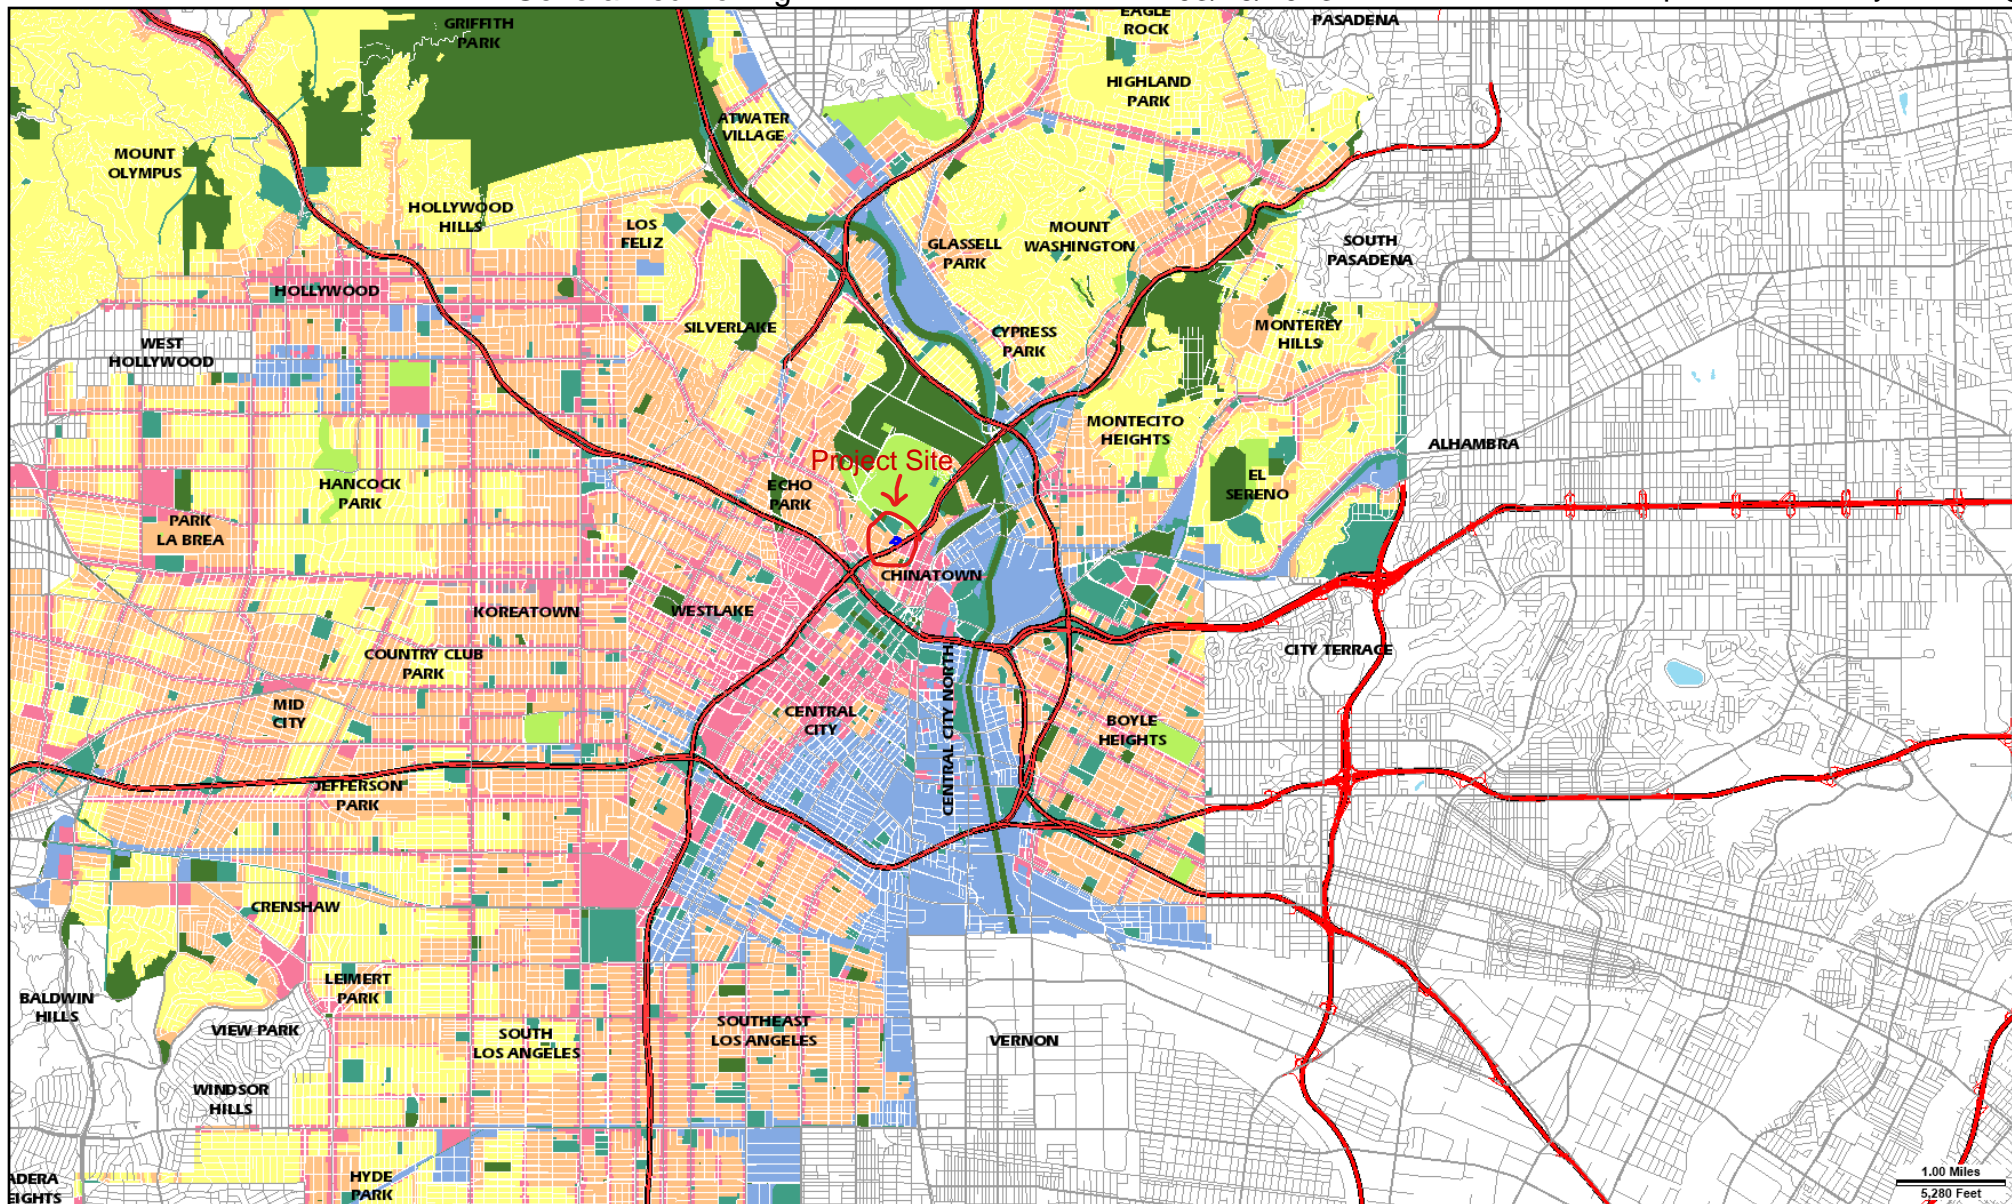 GRIFFITH
PARK
EAGLE
ROCK
PASADENA
HIGHLAND
PARK
ATWATER
VILLAGE
MOUNT
OLYMPUS
HOLLYWOOD
HILLS
LOS
FELIZ
GLASSELL
PARK
MOUNT
WASHINGTON
SOUTH
PASADENA
HOLLYWOOD
SILVERLAKE
CYPRESS
PARK
MONTEREY
HILLS
WEST
HOLLYWOOD
MONTECITO
HEIGHTS
ALHAMBRA
Project Site
HANCOCK
PARK
ECHO
PARK
EL
SERENO
PARK
LA BREA
CHINATOWN
KOREATOWN
WESTLAKE
COUNTRY CLUB
PARK
CITY TERRACE
MID
CITY
CENTRAL
CITY
CENTRAL CITY NORTH
BOYLE
HEIGHTS
JEFFERSON
PARK
CRENSHAW
LEIMERT
PARK
BALDWIN
HILLS
VIEW PARK
SOUTH
LOS ANGELES
SOUTHEAST
LOS ANGELES
VERNON
WINDSOR
HILLS
HYDE
PARK
ADERA
EIGHTS
1.00 Miles
5,280 Feet